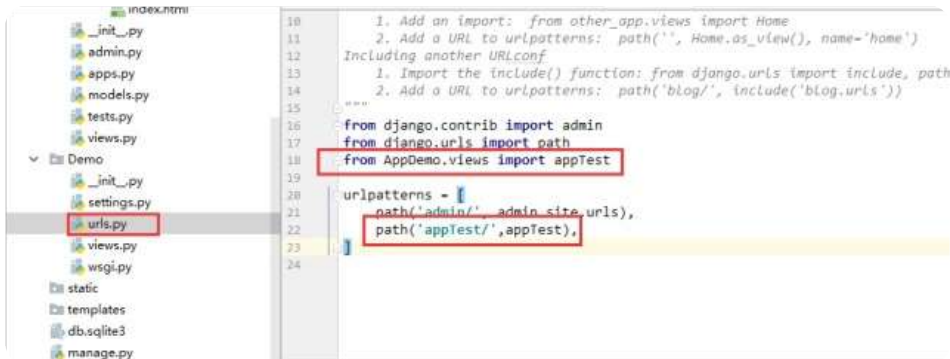 index.html
__init__.py
admin.py
apps.py
models.py
tests.py
views.py
Demo
__init__.py
settings.py
urls.py
views.py
wsgi.py
static
templates
db.sqlite3
manage.py
10 1. Add an import: from other_app.views import Home
11 2. Add a URL to urlpatterns: path('', Home.as_view(), name='home')
12 Including another URLconf
13 1. Import the include() function: from django.urls import include, path
14 2. Add a URL to urlpatterns: path('blog/', include('blog.urls'))
15 """
16 from django.contrib import admin
17 from django.urls import path
18 from AppDemo.views import appTest
19
20 urlpatterns = [
21 path('admin/', admin.site.urls),
22 path('appTest/',appTest),
23 ]
24